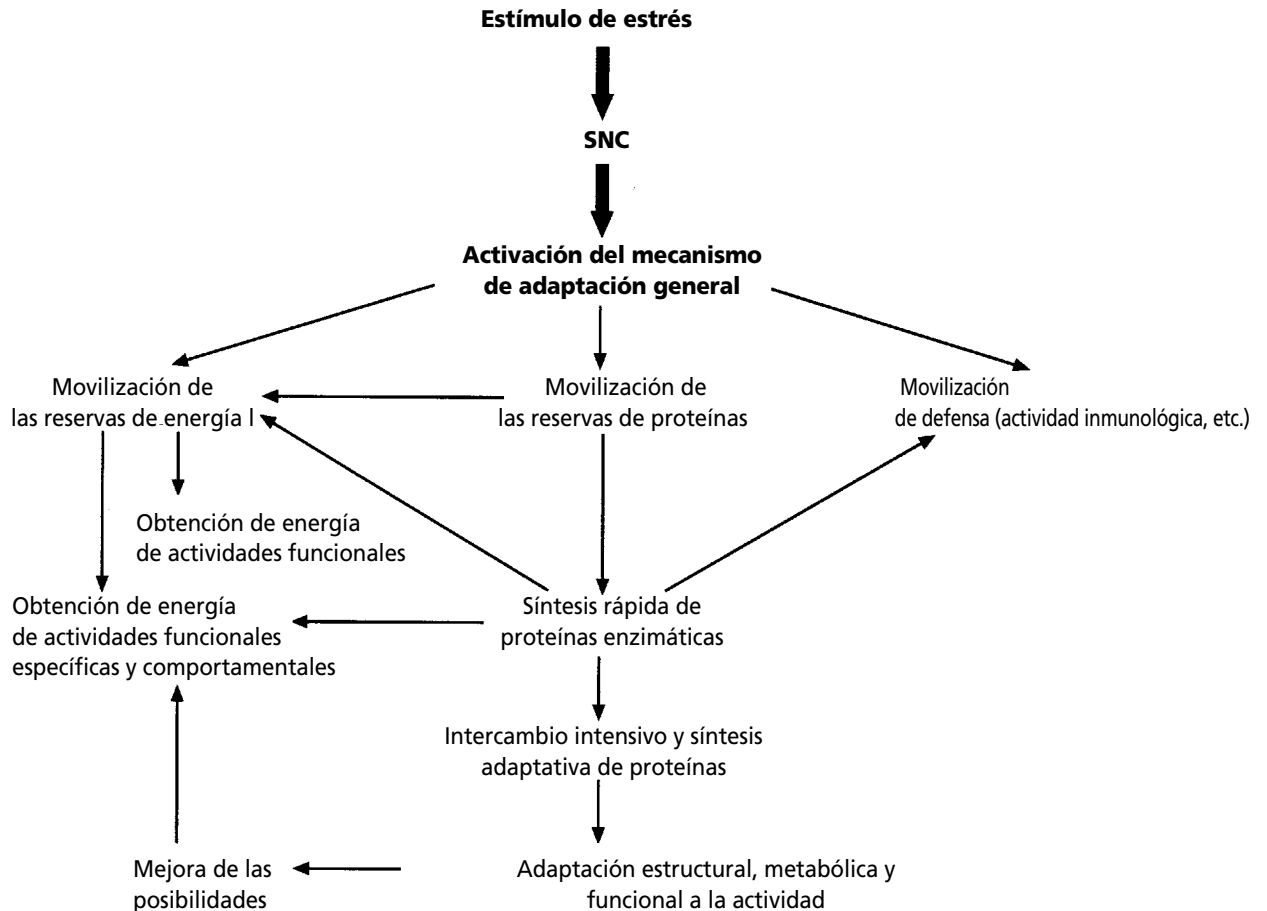 Estímulo de estrés
SNC
Activación del mecanismo
de adaptación general
Movilización de
las reservas de energía l
Movilización de
las reservas de proteínas
Movilización
de defensa (actividad inmunológica, etc.)
Obtención de energía
de actividades funcionales
Obtención de energía
de actividades funcionales
específicas y comportamentales
Síntesis rápida de
proteínas enzimáticas
Intercambio intensivo y síntesis
adaptativa de proteínas
Mejora de las
posibilidades
Adaptación estructural, metabólica y
funcional a la actividad